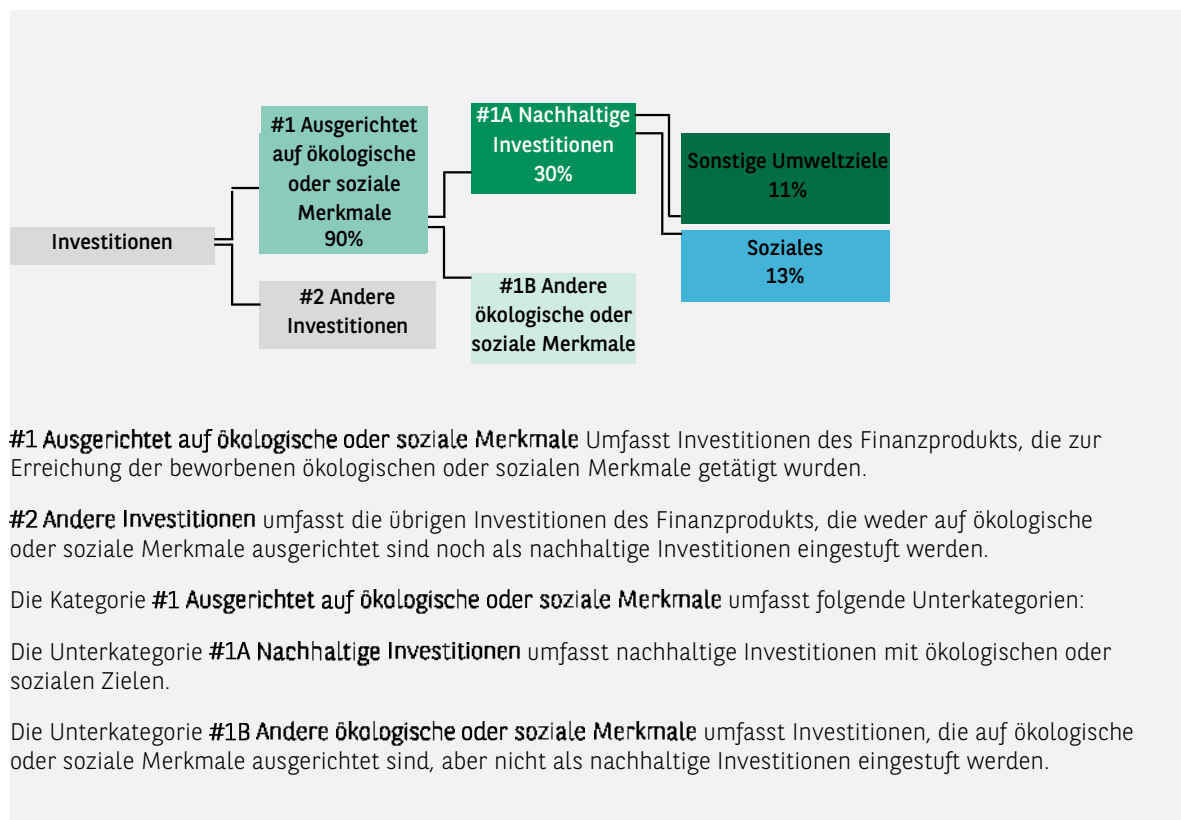 #1 Ausgerichtet
auf ökologische
oder soziale
Merkmale
90%
#1A Nachhaltige
Investitionen
30%
Sonstige Umweltziele
11%
Investitionen
Soziales
13%
#2 Andere
Investitionen
#1B Andere
ökologische oder
soziale Merkmale
#1 Ausgerichtet auf ökologische oder soziale Merkmale Umfasst Investitionen des Finanzprodukts, die zur
Erreichung der beworbenen ökologischen oder sozialen Merkmale getätigt wurden.
#2 Andere Investitionen umfasst die übrigen Investitionen des Finanzprodukts, die weder auf ökologische
oder soziale Merkmale ausgerichtet sind noch als nachhaltige Investitionen eingestuft werden.
Die Kategorie #1 Ausgerichtet auf ökologische oder soziale Merkmale umfasst folgende Unterkategorien:
Die Unterkategorie #1A Nachhaltige Investitionen umfasst nachhaltige Investitionen mit ökologischen oder
sozialen Zielen.
Die Unterkategorie #1B Andere ökologische oder soziale Merkmale umfasst Investitionen, die auf ökologische
oder soziale Merkmale ausgerichtet sind, aber nicht als nachhaltige Investitionen eingestuft werden.